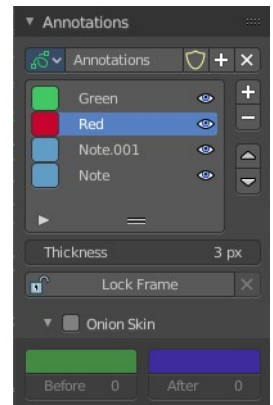 Annotations
Annotations
Green
Red
Note.001
Note
Thickness 3 px
Lock Frame
Onion Skin
Before 0 After 0